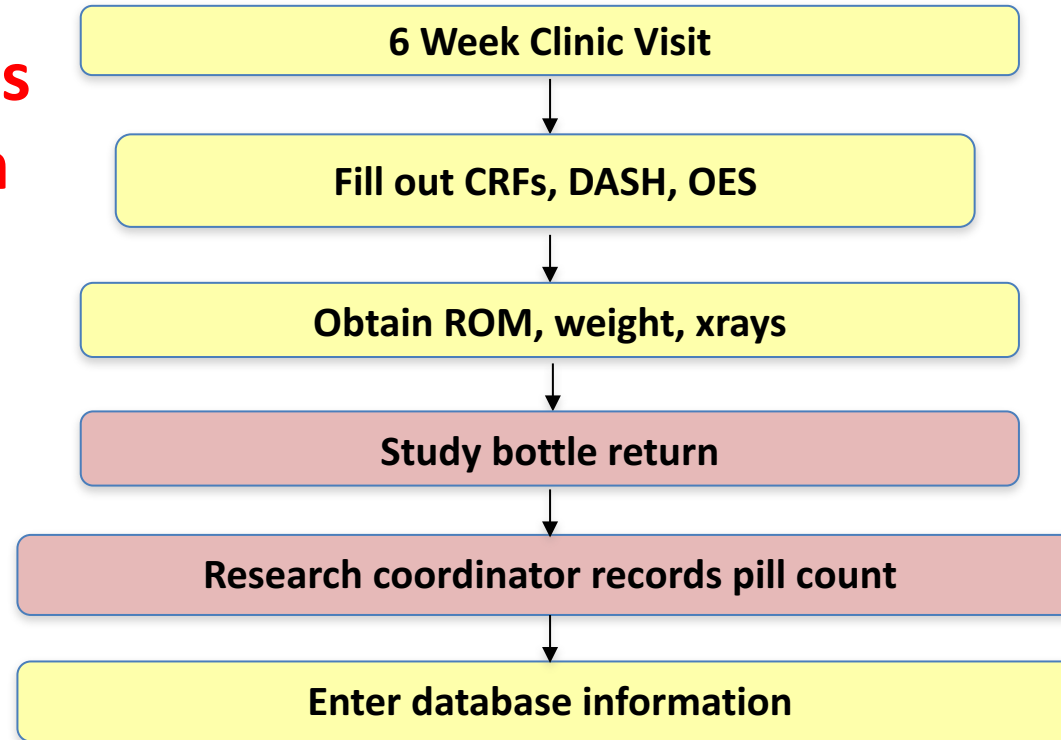 6 Week Clinic Visit
Fill out CRFs, DASH, OES
Obtain ROM, weight, xrays
Study bottle return
Research coordinator records pill count
Enter database information